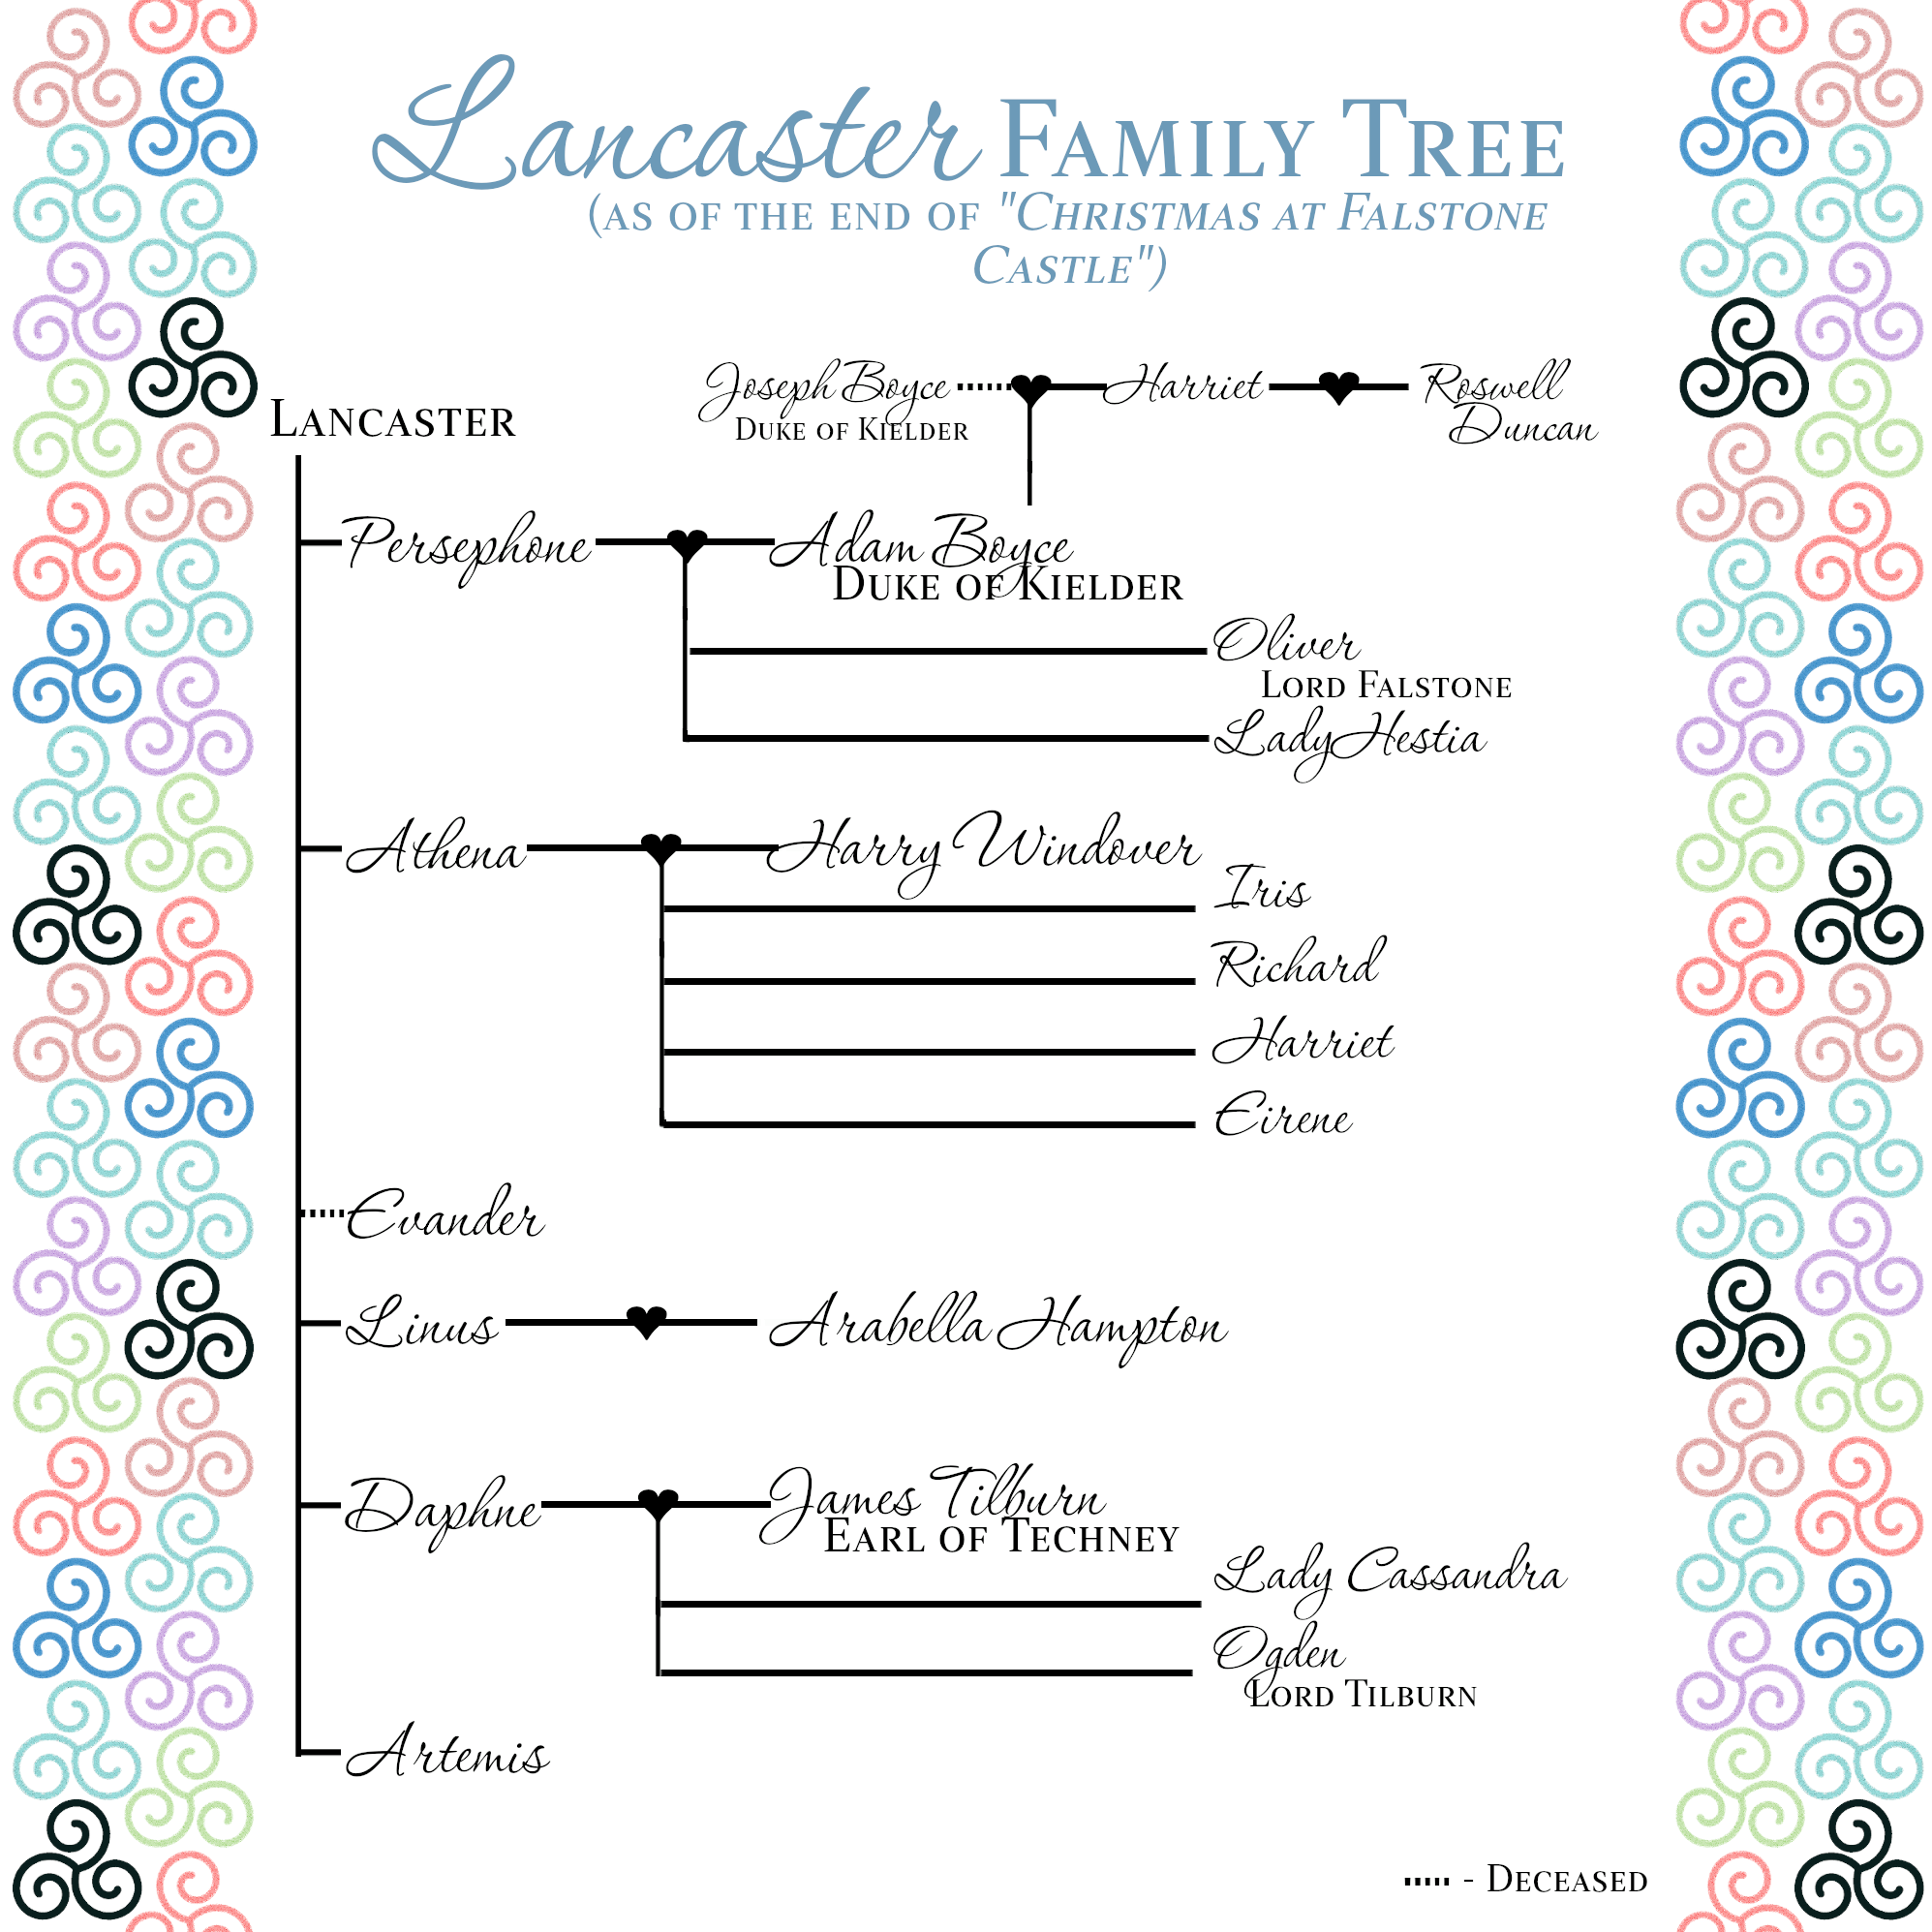 Lancaster Family Tree
(as of the end of "Christmas at Falstone
Castle")
Joseph Boyce Harriet Roswell
Duke of Kielder Duncan
Lancaster
Persephone Adam Boyce
Duke of Kielder
Oliver
Lord Falstone
Lady Hestia
Athena Harry Windover
Iris
Richard
Harriet
Eirene
Evander
Linus Arabella Hampton
Daphne James Tilburn
Earl of Techney
Lady Cassandra
Ogden
Lord Tilburn
Artemis
- Deceased